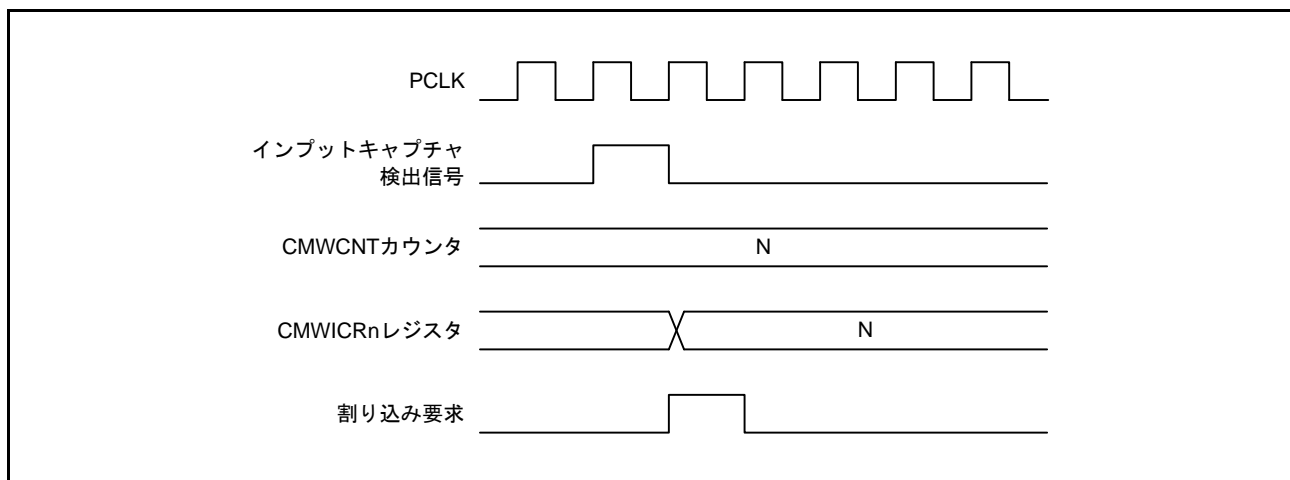 PCLK
インプットキャプチャ
検出信号
CMWCNTカウンタ
N
CMWICRnレジスタ
N
割り込み要求